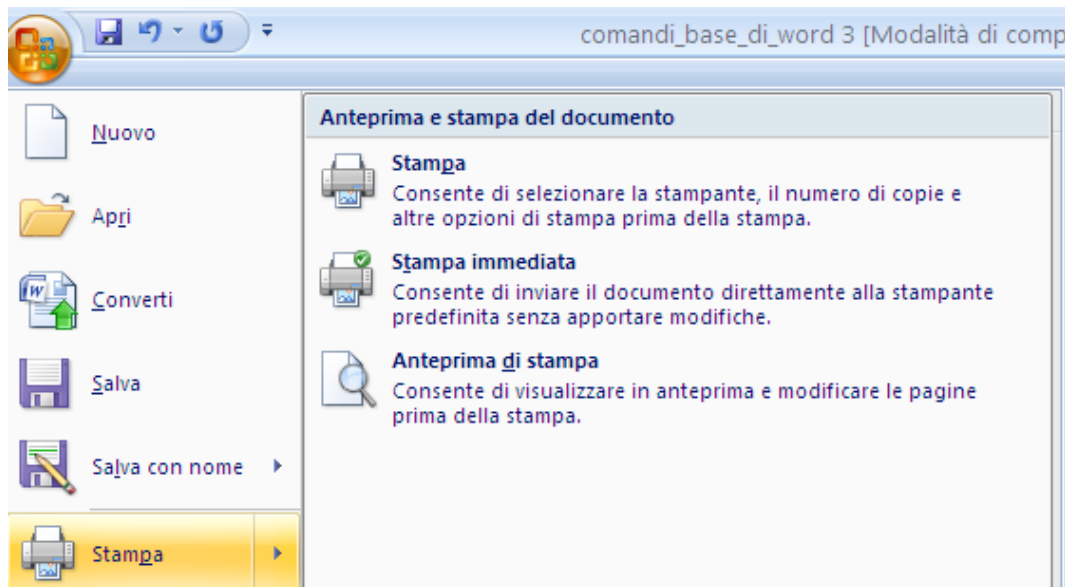 comandi_base_di_word 3 [Modalità di comp
Nuovo
Apri
Converti
Salva
Salva con nome
Stampa
Anteprima e stampa del documento
Stampa
Consente di selezionare la stampante, il numero di copie e
altre opzioni di stampa prima della stampa.
Stampa immediata
Consente di inviare il documento direttamente alla stampante
predefinita senza apportare modifiche.
Anteprima di stampa
Consente di visualizzare in anteprima e modificare le pagine
prima della stampa.